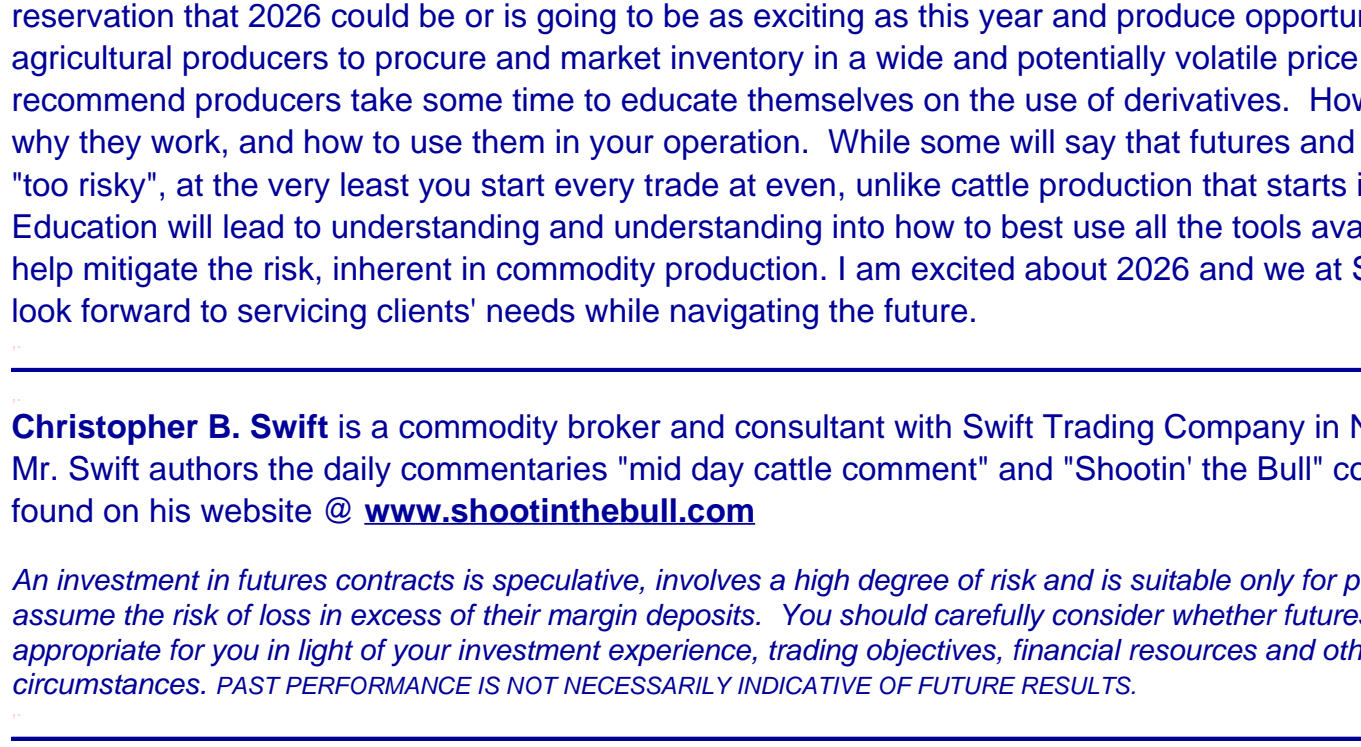 reservation that 2026 could be or is going to be as exciting as this year and produce
agricultural producers to procure and market inventory in a wide and potentially volatile price
recommend producers take some time to educate themselves on the use of derivatives.
why they work, and how to use them in your operation. While some will say that futures and
"too risky", at the very least you start every trade at even, unlike cattle production that starts
Education will lead to understanding and understanding into how to best use all the tools
help mitigate the risk, inherent in commodity production. I am excited about 2026 and we at
look forward to servicing clients' needs while navigating the future.
,.
,.
Christopher B. Swift is a commodity broker and consultant with Swift Trading Company in
Mr. Swift authors the daily commentaries "mid day cattle comment" and "Shootin' the Bull"
found on his website @ www.shootinthebull.com
An investment in futures contracts is speculative, involves a high degree of risk and is suitable only for
assume the risk of loss in excess of their margin deposits. You should carefully consider whether futures
appropriate for you in light of your investment experience, trading objectives, financial resources and
circumstances. PAST PERFORMANCE IS NOT NECESSARILY INDICATIVE OF FUTURE RESULTS.
,.